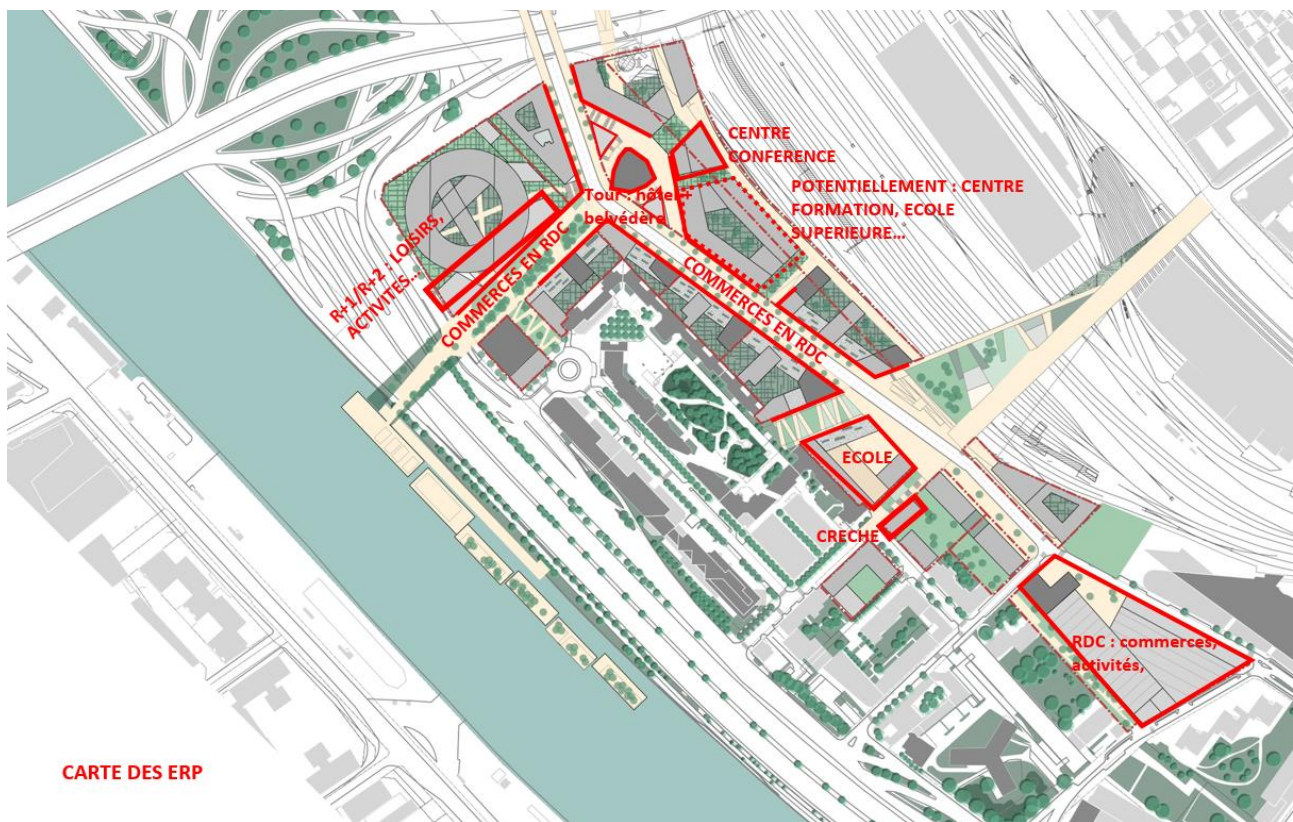 CENTRE
CONFERENCE
POTENTIELLEMENT : CENTRE
FORMATION, ECOLE
SUPERIEURE...
Tour : hôtel +
belvédère
R+1/R+2 : LOISIRS,
ACTIVITES...
COMMERCES EN RDC
COMMERCES EN RDC
ECOLE
CRECHE
RDC : commerces,
activités,
CARTE DES ERP